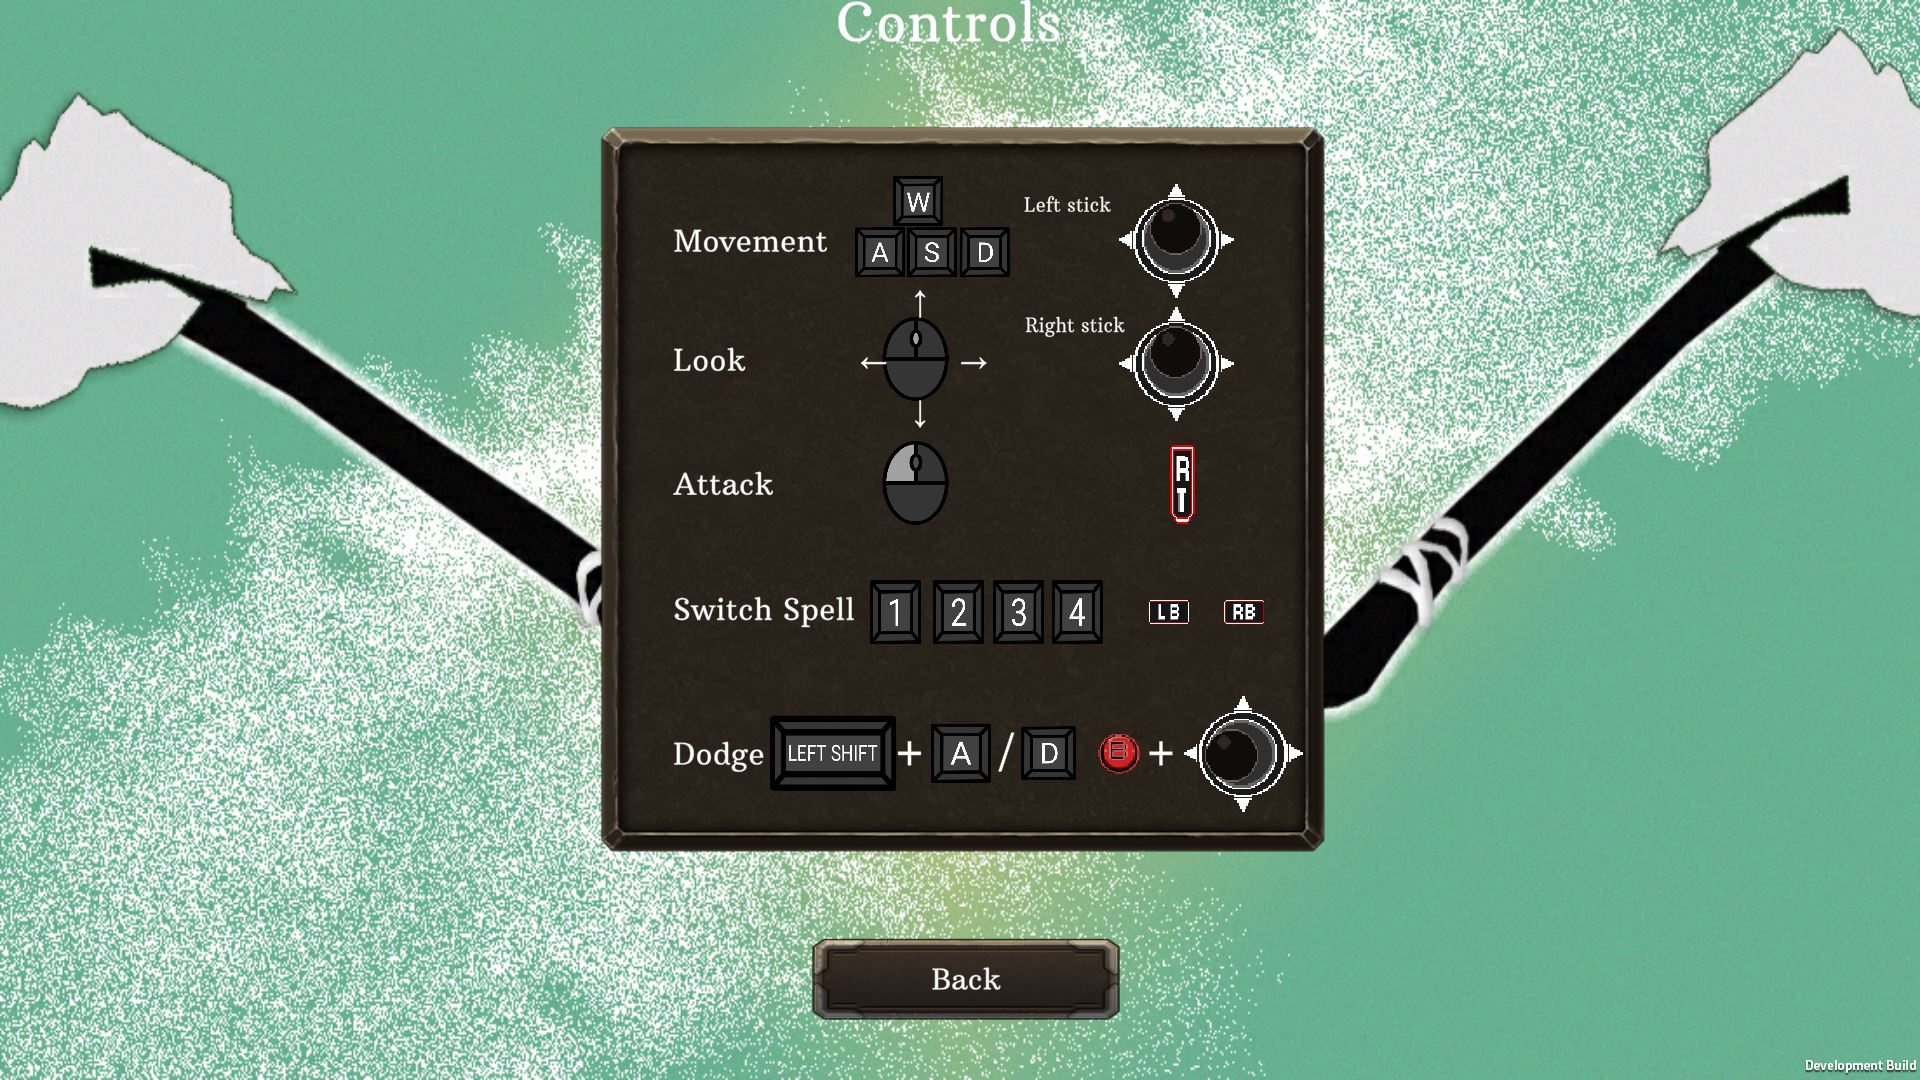 Controls
W
Left stick
Movement
A S D
Right stick
Look
Attack
R
T
Switch Spell 1 2 3 4 LB RB
Dodge LEFT SHIFT + A / D B +
Back
Development Build